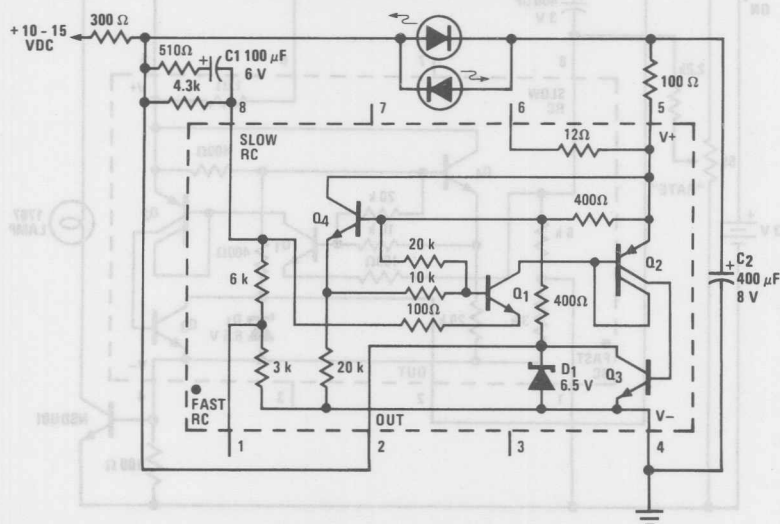 + 10 - 15
VDC
300 Ω
510Ω
+
C1 100 µF
6 V
4.3k
100 Ω
8
7
6
5
SLOW
RC
12Ω
V+
Q4
400Ω
20 k
10 k
100Ω
Q1
400Ω
Q2
+
C2
400 µF
8 V
6 k
3 k
20 k
D1
6.5 V
Q3
FAST
RC
OUT
V−
1
2
3
4